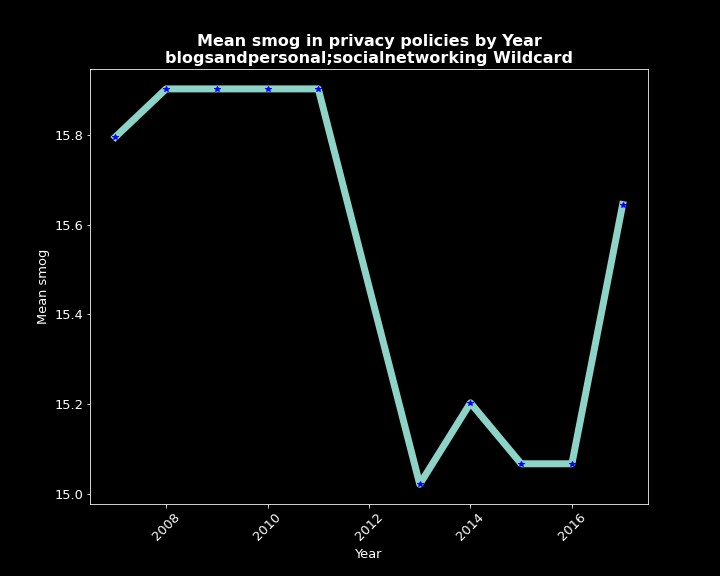 Mean smog in privacy policies by Year
blogsandpersonal;socialnetworking Wildcard
15.8
15.6
15.4
15.2
15.0
Mean smog
2008
2010
2012
2014
2016
Year